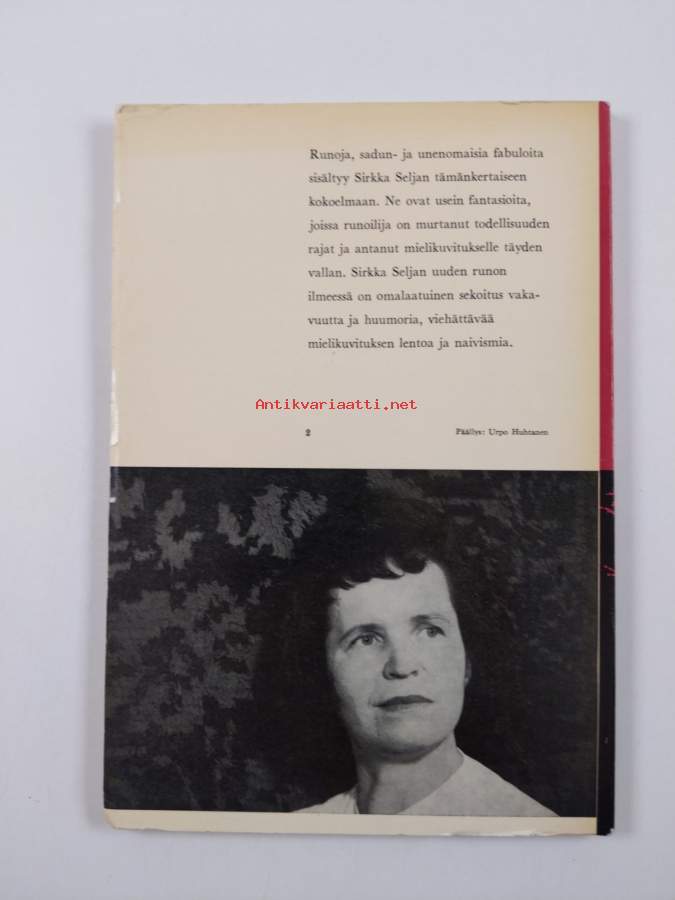 Runoja, sadun- ja unenomaisia fabuloita
sisältyy Sirkka Seljan tämänkertaiseen
kokoelmaan. Ne ovat usein fantasioita,
joissa runoilija on murtanut todellisuuden
rajat ja antanut mielikuvitukselle täyden
vallan. Sirkka Seljan uuden runon
ilmeessä on omalaatuinen sekoitus vaka-
vuutta ja huumoria, viehättävää
mielikuvituksen lentoa ja naivismia.
Antikvariaatti.net
2 Päällys: Urpo Huhtanen